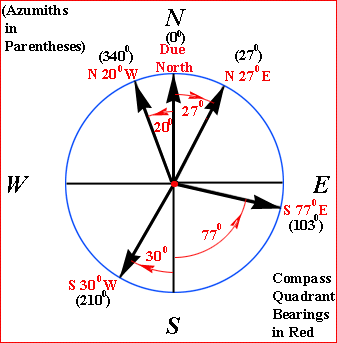 (Azumiths
in
Parentheses)
N
(0⁰)
Due
North
(340⁰)
N 20⁰W
(27⁰)
N 27⁰E
20⁰
27⁰
W
E
S 77⁰E
(103⁰)
77⁰
30⁰
S 30⁰W
(210⁰)
S
Compass
Quadrant
Bearings
in Red